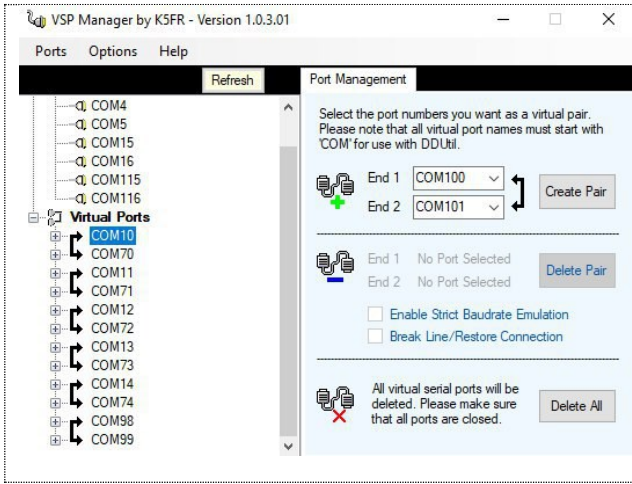 VSP Manager by K5FR - Version 1.0.3.01
Ports Options Help
Refresh
COM4
COM5
COM15
COM16
COM115
COM116
Virtual Ports
COM10
COM70
COM11
COM71
COM12
COM72
COM13
COM73
COM14
COM74
COM98
COM99
Port Management
Select the port numbers you want as a virtual pair.
Please note that all virtual port names must start with
'COM' for use with DDUtil.
End 1 COM100
End 2 COM101
Create Pair
End 1 No Port Selected
End 2 No Port Selected
Delete Pair
Enable Strict Baudrate Emulation
Break Line/Restore Connection
All virtual serial ports will be
deleted. Please make sure
that all ports are closed.
Delete All